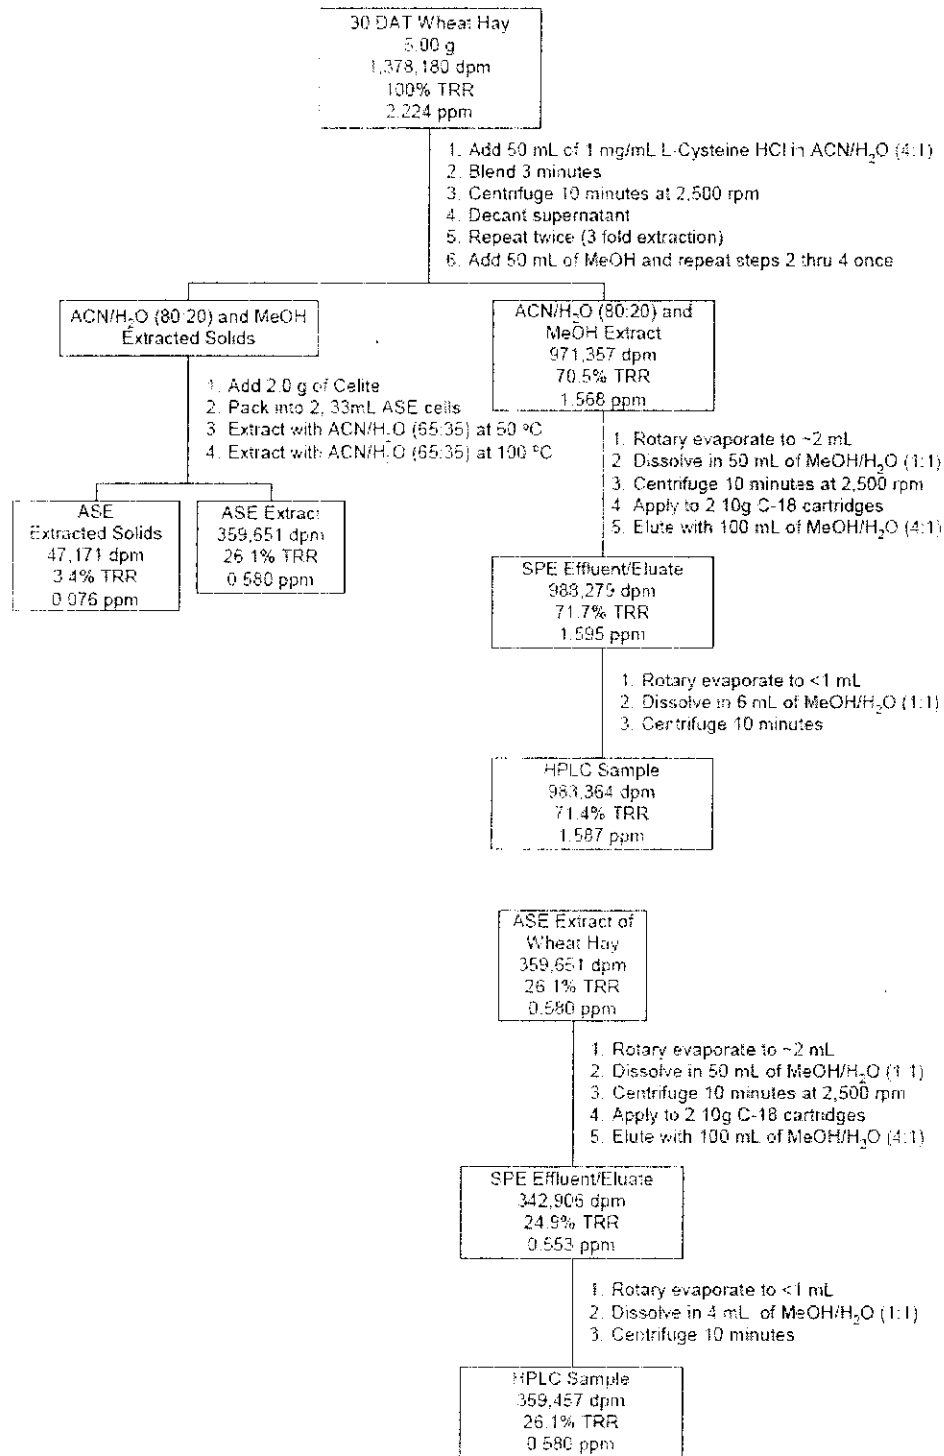 30 DAT Wheat Hay
5.00 g
1,378,180 dpm
100% TRR
2.224 ppm
1. Add 50 mL of 1 mg/mL L-Cysteine HCl in ACN/H₂O (4:1)
2. Blend 3 minutes
3. Centrifuge 10 minutes at 2,500 rpm
4. Decant supernatant
5. Repeat twice (3 fold extraction)
6. Add 50 mL of MeOH and repeat steps 2 thru 4 once
ACN/H₂O (80:20) and MeOH
Extracted Solids
ACN/H₂O (80:20) and
MeOH Extract
971,357 dpm
70.5% TRR
1.568 ppm
1. Add 2.0 g of Celite
2. Pack into 2, 33mL ASE cells
3. Extract with ACN/H₂O (65:35) at 50 ºC
4. Extract with ACN/H₂O (65:35) at 100 ºC
1. Rotary evaporate to ~2 mL
2. Dissolve in 50 mL of MeOH/H₂O (1:1)
3. Centrifuge 10 minutes at 2,500 rpm
4. Apply to 2 10g C-18 cartridges
5. Elute with 100 mL of MeOH/H₂O (4:1)
ASE
Extracted Solids
47,171 dpm
3.4% TRR
0.076 ppm
ASE Extract
359,651 dpm
26.1% TRR
0.580 ppm
SPE Effluent/Eluate
988,279 dpm
71.7% TRR
1.595 ppm
1. Rotary evaporate to <1 mL
2. Dissolve in 6 mL of MeOH/H₂O (1:1)
3. Centrifuge 10 minutes
HPLC Sample
983,364 dpm
71.4% TRR
1.587 ppm
ASE Extract of
Wheat Hay
359,651 dpm
26.1% TRR
0.580 ppm
1. Rotary evaporate to ~2 mL
2. Dissolve in 50 mL of MeOH/H₂O (1:1)
3. Centrifuge 10 minutes at 2,500 rpm
4. Apply to 2 10g C-18 cartridges
5. Elute with 100 mL of MeOH/H₂O (4:1)
SPE Effluent/Eluate
342,906 dpm
24.9% TRR
0.553 ppm
1. Rotary evaporate to <1 mL
2. Dissolve in 4 mL of MeOH/H₂O (1:1)
3. Centrifuge 10 minutes
HPLC Sample
359,457 dpm
26.1% TRR
0.580 ppm